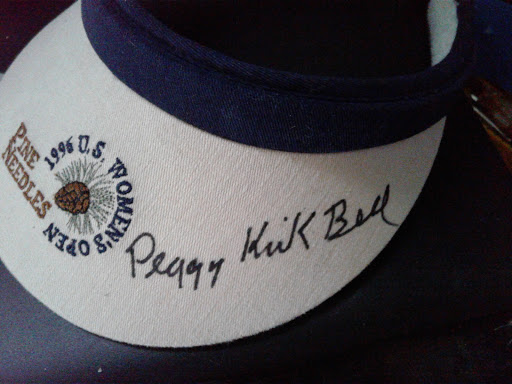 PINE NEEDLES
1996 U.S. WOMEN'S OPEN
Peggy Kirk Bell